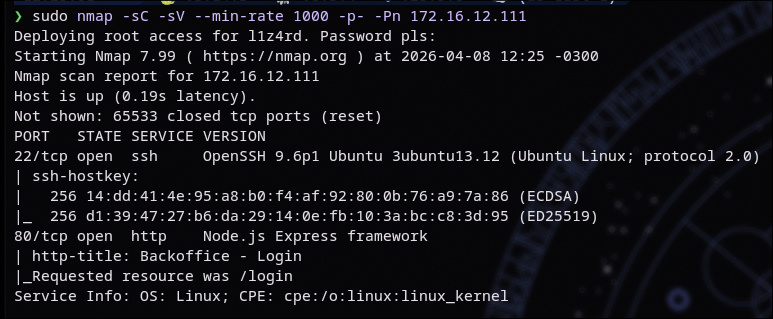 ❯ sudo nmap -sC -sV --min-rate 1000 -p- -Pn 172.16.12.111
Deploying root access for l1z4rd. Password pls:
Starting Nmap 7.99 ( https://nmap.org ) at 2026-04-08 12:25 -0300
Nmap scan report for 172.16.12.111
Host is up (0.19s latency).
Not shown: 65533 closed tcp ports (reset)
PORT   STATE SERVICE VERSION
22/tcp open  ssh     OpenSSH 9.6p1 Ubuntu 3ubuntu13.12 (Ubuntu Linux; protocol 2.0)
| ssh-hostkey:
|   256 14:dd:41:4e:95:a8:b0:f4:af:92:80:0b:76:a9:7a:86 (ECDSA)
|_  256 d1:39:47:27:b6:da:29:14:0e:fb:10:3a:bc:c8:3d:95 (ED25519)
80/tcp open  http    Node.js Express framework
| http-title: Backoffice - Login
|_Requested resource was /login
Service Info: OS: Linux; CPE: cpe:/o:linux:linux_kernel